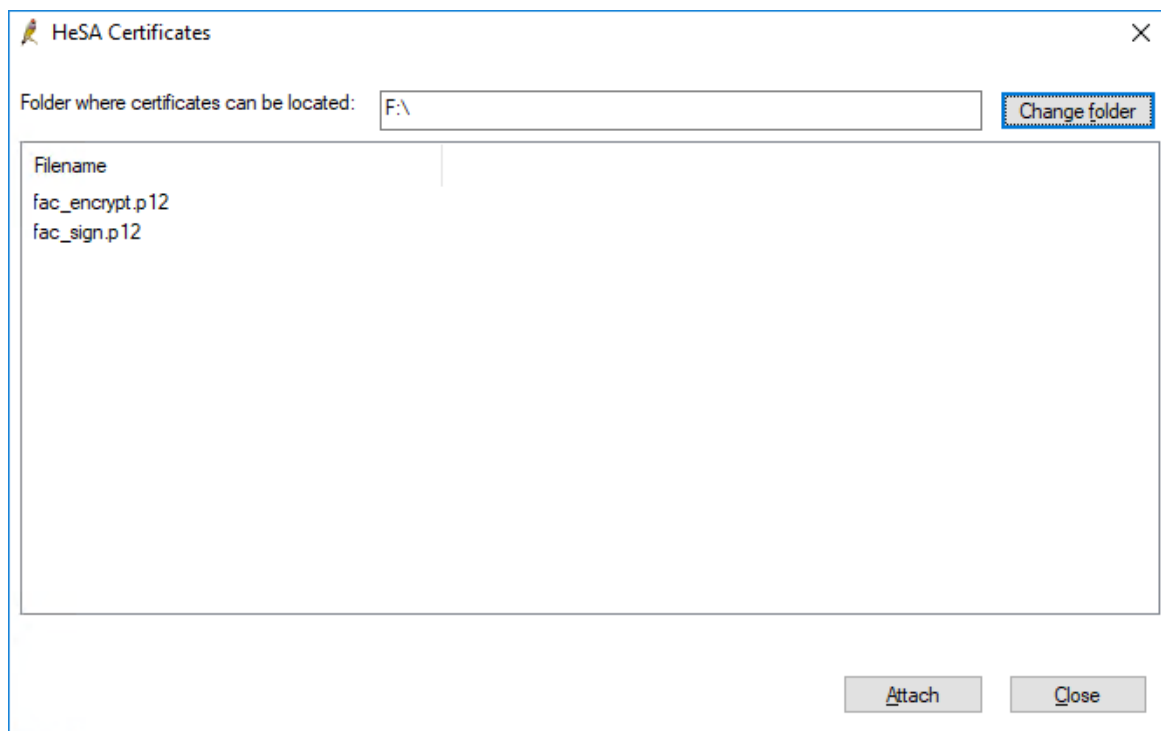 HeSA Certificates
Folder where certificates can be located: F:\ Change folder
Filename
fac_encrypt.p12
fac_sign.p12
Attach Close